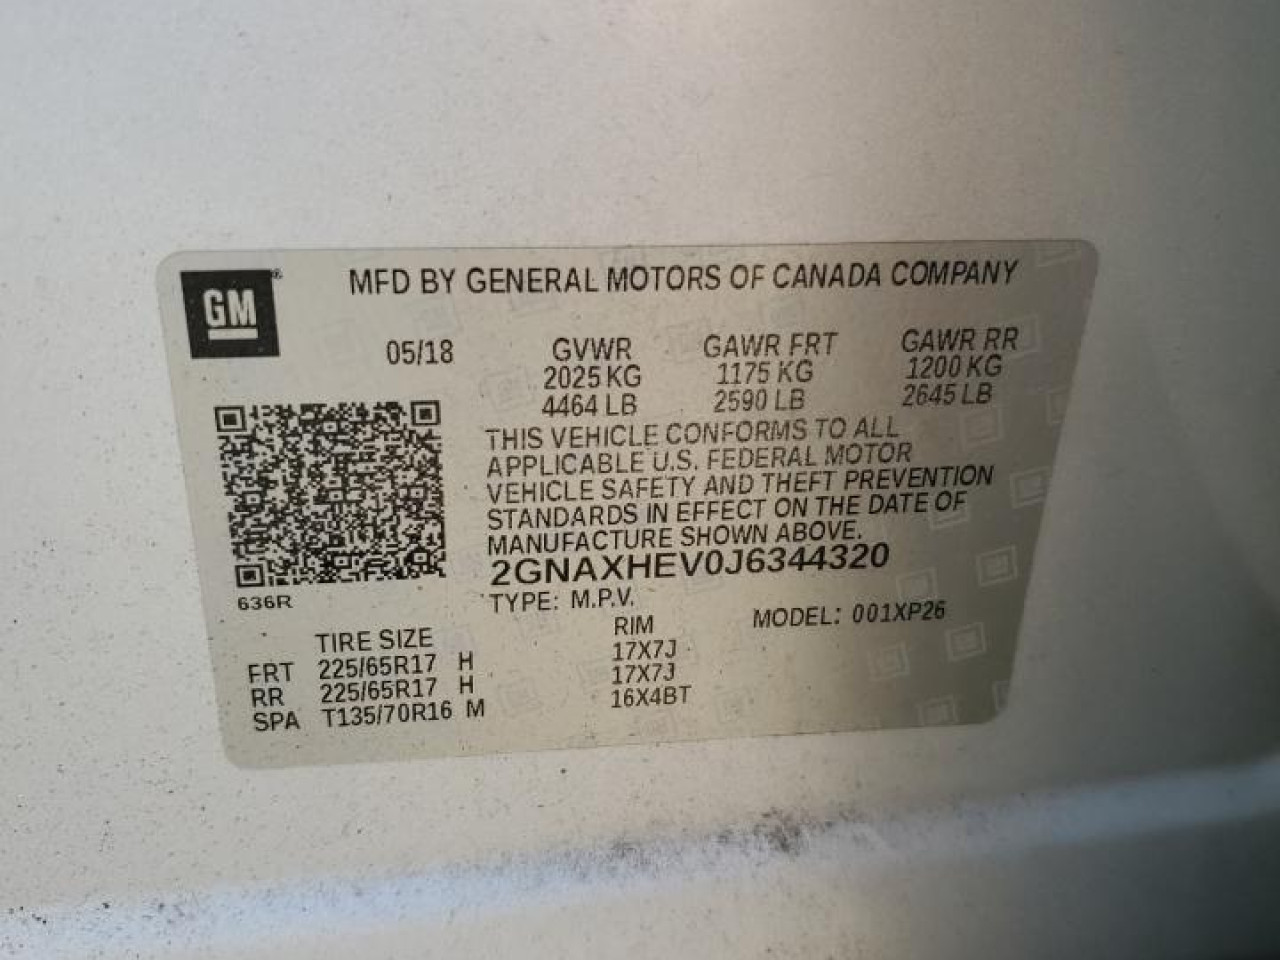 GM®
MFD BY GENERAL MOTORS OF CANADA COMPANY
05/18 GVWR GAWR FRT GAWR RR
2025 KG 1175 KG 1200 KG
4464 LB 2590 LB 2645 LB
THIS VEHICLE CONFORMS TO ALL
APPLICABLE U.S. FEDERAL MOTOR
VEHICLE SAFETY AND THEFT PREVENTION
STANDARDS IN EFFECT ON THE DATE OF
MANUFACTURE SHOWN ABOVE.
2GNAXHEV0J6344320
636R
TYPE: M.P.V. MODEL: 001XP26
TIRE SIZE RIM
FRT 225/65R17 H 17X7J
RR 225/65R17 H 17X7J
SPA T135/70R16 M 16X4BT